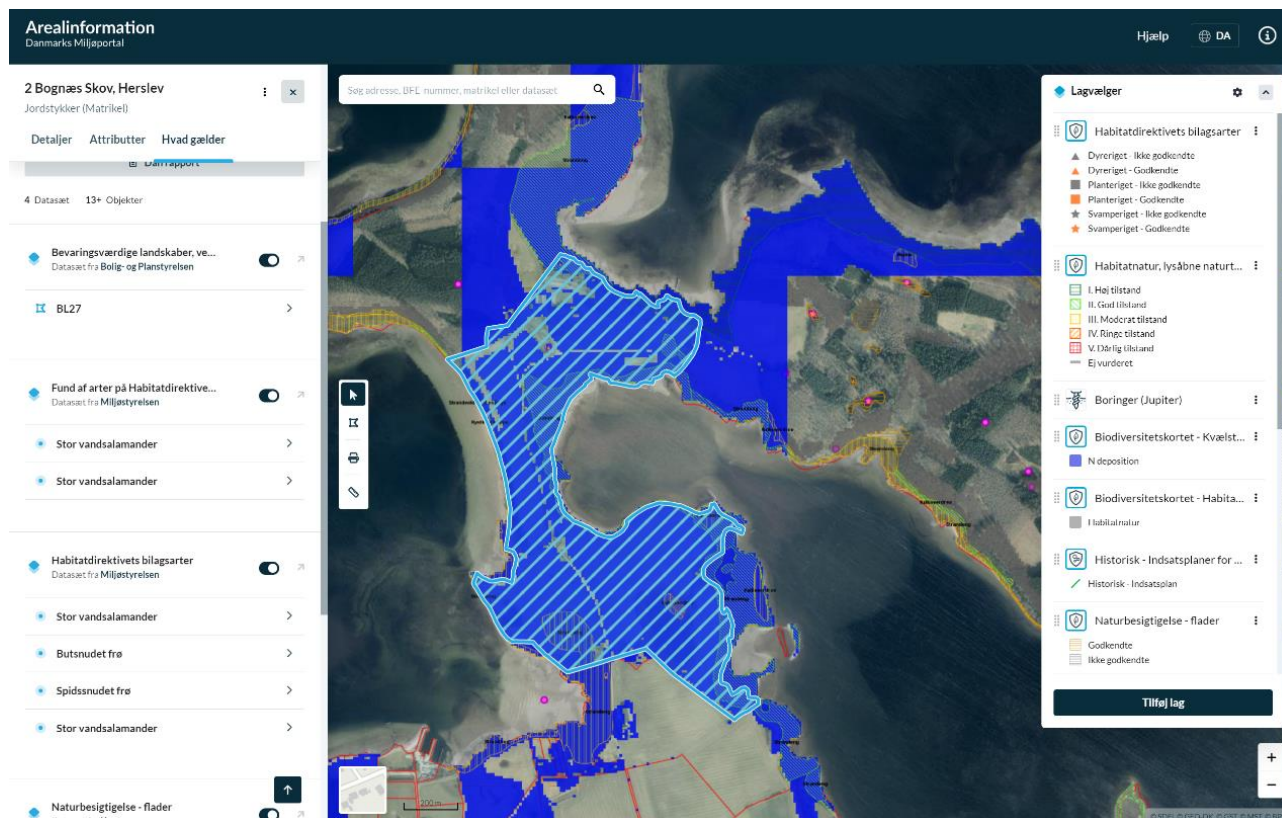 Arealinformation
Danmarks Miljøportal
Hjælp
DA
2 Bognæs Skov, Herslev
Jordstykker (Matrikel)
Detaljer Attributter Hvad gælder
Dan rapport
4 Datasæt 13+ Objekter
Bevaringsværdige landskaber, ve...
Datasæt fra Bolig- og Planstyrelsen
BL27
Fund af arter på Habitatdirektive...
Datasæt fra Miljøstyrelsen
Stor vandsalamander
Stor vandsalamander
Habitatdirektivets bilagsarter
Datasæt fra Miljøstyrelsen
Stor vandsalamander
Butsnudet frø
Spidssnudet frø
Stor vandsalamander
Naturbesigtigelse - flader
Søg adresse, BFE-nummer, matrikel eller datasæt
200 m
Lagvælger
Habitatdirektivets bilagsarter
Dyreriget - Ikke godkendte
Dyreriget - Godkendte
Planteriget - Ikke godkendte
Planteriget - Godkendte
Svamperiget - Ikke godkendte
Svamperiget - Godkendte
Habitatnatur, lysåbne naturt...
I. Høj tilstand
II. God tilstand
III. Moderat tilstand
IV. Ringe tilstand
V. Dårlig tilstand
Ej vurderet
Boringer (Jupiter)
Biodiversitetskortet - Kvælst...
N deposition
Biodiversitetskortet - Habita...
Habitatnatur
Historisk - Indsatsplaner for ...
Historisk - Indsatsplan
Naturbesigtigelse - flader
Godkendte
Ikke godkendte
Tilføj lag
+
−